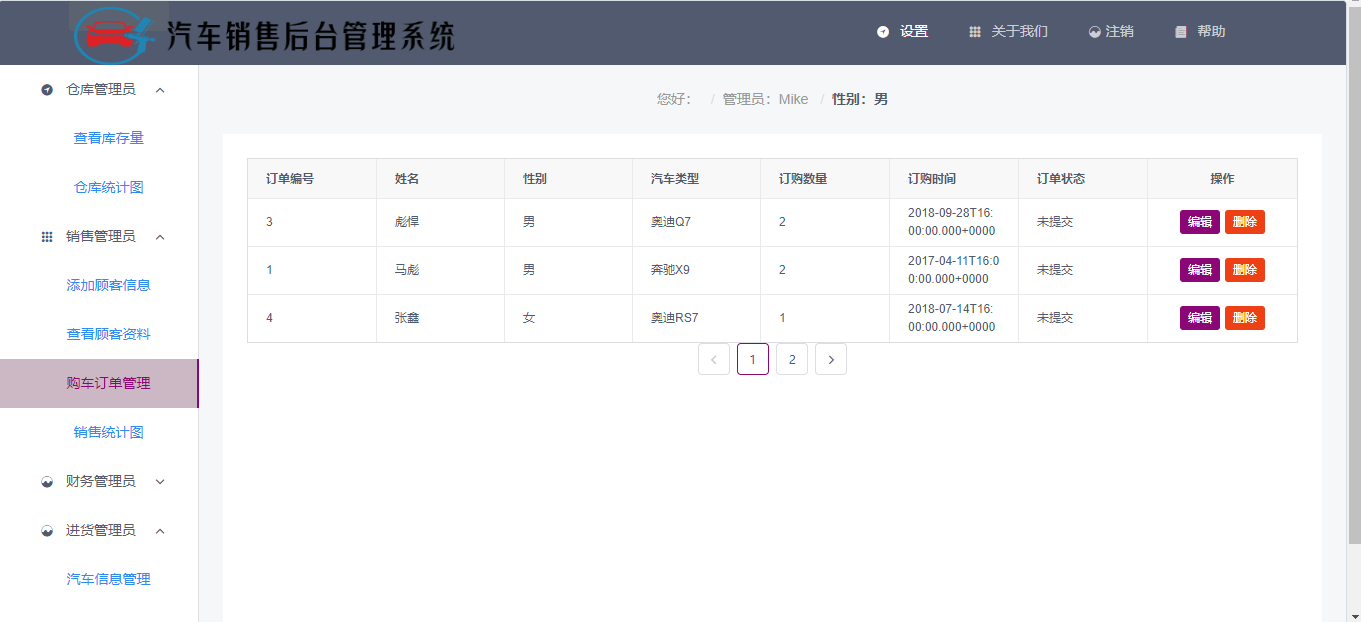 汽车销售后台管理系统
设置 关于我们 注销 帮助
仓库管理员
查看库存量
仓库统计图
销售管理员
添加顾客信息
查看顾客资料
购车订单管理
销售统计图
财务管理员
进货管理员
汽车信息管理
您好： / 管理员：Mike / 性别：男
订单编号 姓名 性别 汽车类型 订购数量 订购时间 订单状态 操作
3 彪悍 男 奥迪Q7 2 2018-09-28T16:
00:00.000+0000 未提交 编辑 删除
1 马彪 男 奔驰X9 2 2017-04-11T16:0
0:00.000+0000 未提交 编辑 删除
4 张鑫 女 奥迪RS7 1 2018-07-14T16:
00:00.000+0000 未提交 编辑 删除
< 1 2 >